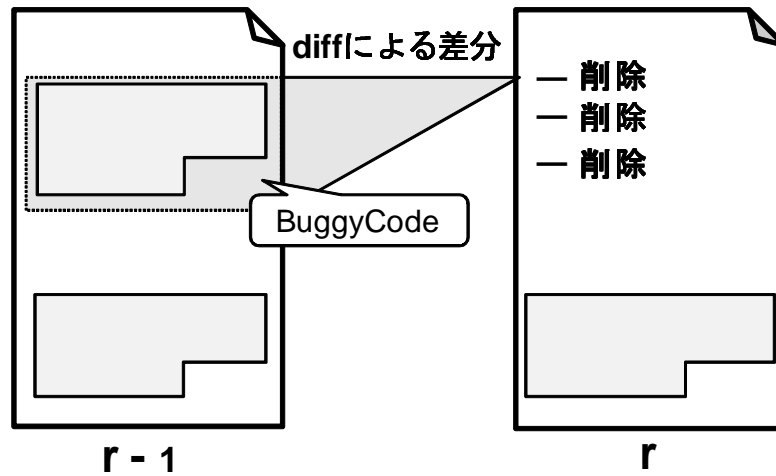 diffによる差分
— 削除
— 削除
— 削除
BuggyCode
r - 1
r